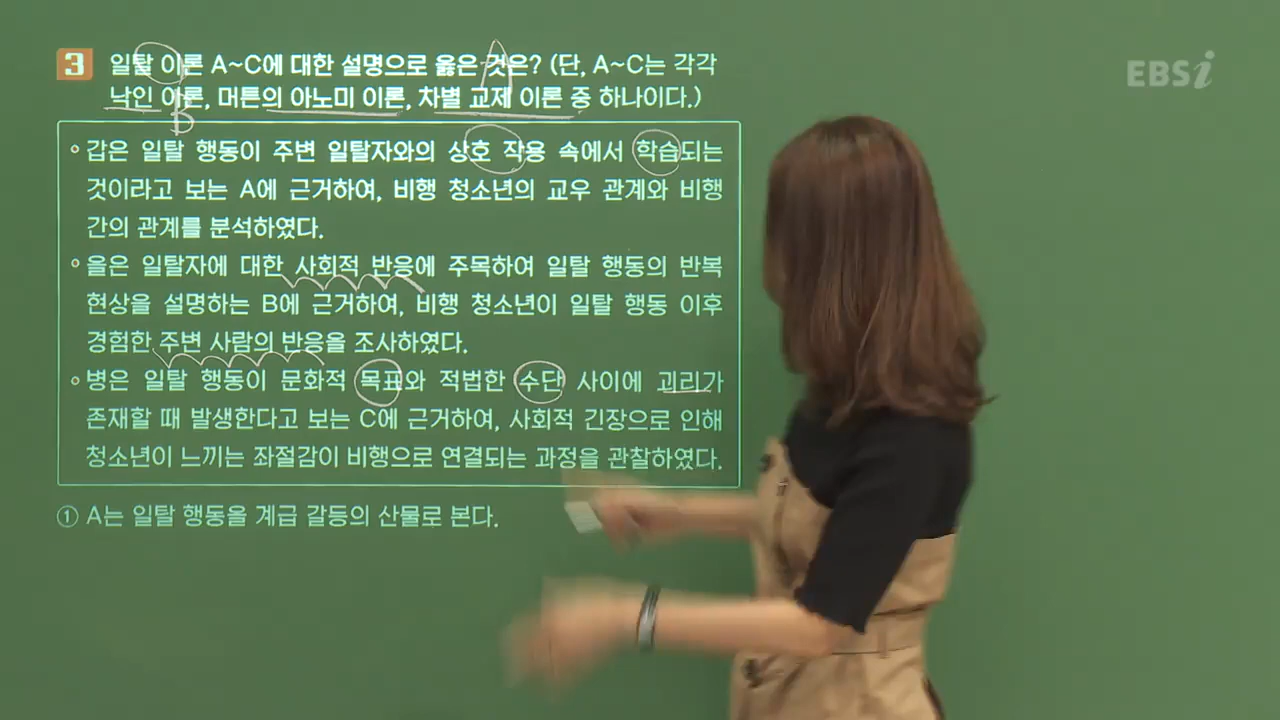 3 일탈 이론 A~C에 대한 설명으로 옳은 것은? (단, A~C는 각각
낙인 이론, 머튼의 아노미 이론, 차별 교제 이론 중 하나이다.)
A
B
EBSi
◦ 갑은 일탈 행동이 주변 일탈자와의 상호 작용 속에서 학습되는
것이라고 보는 A에 근거하여, 비행 청소년의 교우 관계와 비행
간의 관계를 분석하였다.
◦ 을은 일탈자에 대한 사회적 반응에 주목하여 일탈 행동의 반복
현상을 설명하는 B에 근거하여, 비행 청소년이 일탈 행동 이후
경험한 주변 사람의 반응을 조사하였다.
◦ 병은 일탈 행동이 문화적 목표와 적법한 수단 사이에 괴리가
존재할 때 발생한다고 보는 C에 근거하여, 사회적 긴장으로 인해
청소년이 느끼는 좌절감이 비행으로 연결되는 과정을 관찰하였다.
① A는 일탈 행동을 계급 갈등의 산물로 본다.